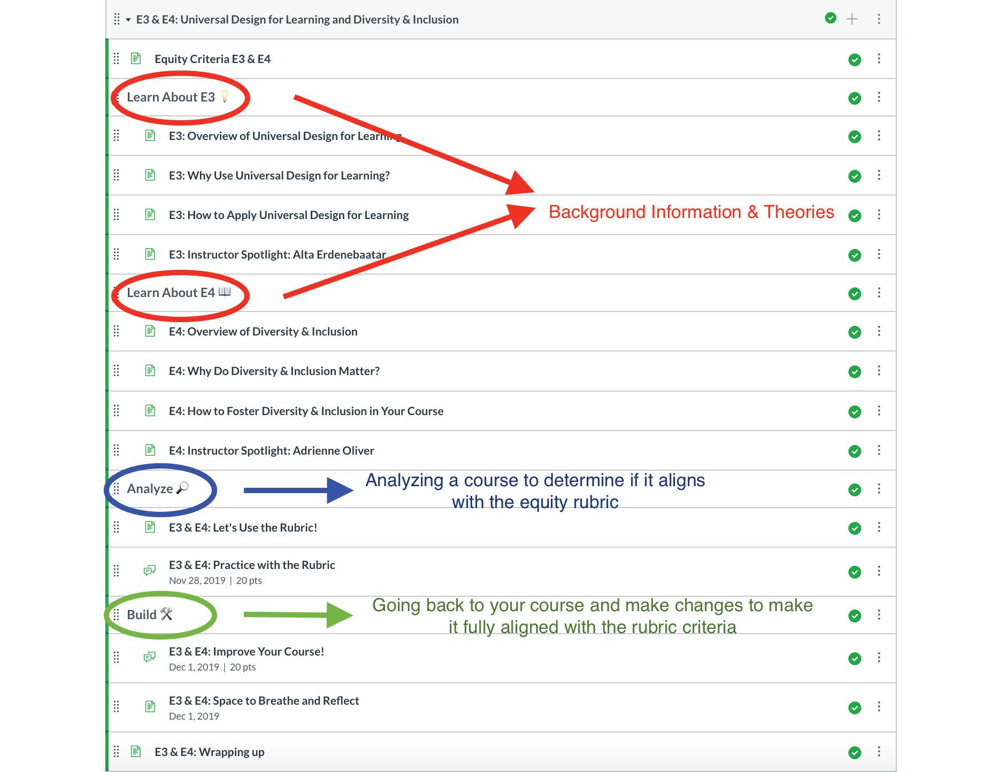 E3 & E4: Universal Design for Learning and Diversity & Inclusion
Equity Criteria E3 & E4
Learn About E3 💡
E3: Overview of Universal Design for Learning
E3: Why Use Universal Design for Learning?
E3: How to Apply Universal Design for Learning
Background Information & Theories
E3: Instructor Spotlight: Alta Erdenebaatar
Learn About E4 📖
E4: Overview of Diversity & Inclusion
E4: Why Do Diversity & Inclusion Matter?
E4: How to Foster Diversity & Inclusion in Your Course
E4: Instructor Spotlight: Adrienne Oliver
Analyze 🔎
Analyzing a course to determine if it aligns
with the equity rubric
E3 & E4: Let's Use the Rubric!
E3 & E4: Practice with the Rubric
Nov 28, 2019 | 20 pts
Build 🛠
Going back to your course and make changes to make
it fully aligned with the rubric criteria
E3 & E4: Improve Your Course!
Dec 1, 2019 | 20 pts
E3 & E4: Space to Breathe and Reflect
Dec 1, 2019
E3 & E4: Wrapping up